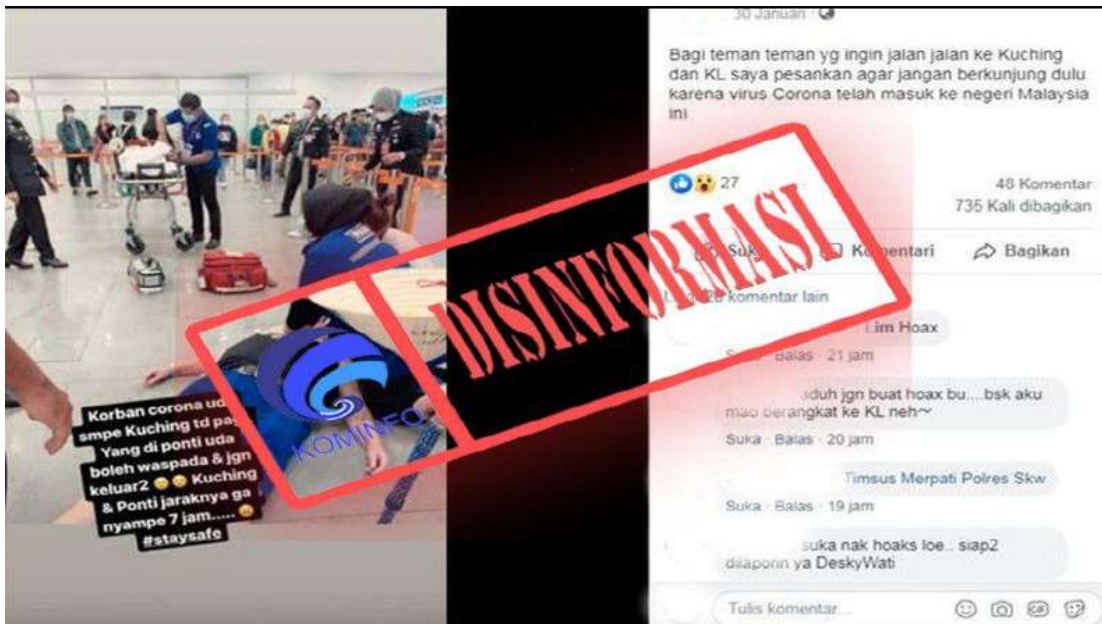 30 Januari
Bagi teman teman yg ingin jalan jalan ke Kuching
dan KL saya pesankan agar jangan berkunjung dulu
karena virus Corona telah masuk ke negeri Malaysia
ini
27
48 Komentar
735 Kali dibagikan
Suka
Komentari
Bagikan
komentar lain
Lim Hoax
Suka · Balas · 21 jam
duh jgn buat hoax bu....bsk aku
mao berangkat ke KL neh~
Suka · Balas · 20 jam
Timsus Merpati Polres Skw
Suka · Balas · 19 jam
suka nak hoaks loe.. siap2
dilaporin ya DeskyWati
Tulis komentar...
GIF
DISINFORMASI
KOMINFO
Korban corona ud
smpe Kuching td pag
Yang di ponti uda
boleh waspada & jgn
keluar2 Kuching
& Ponti jaraknya ga
nyampe 7 jam.....
#staysafe